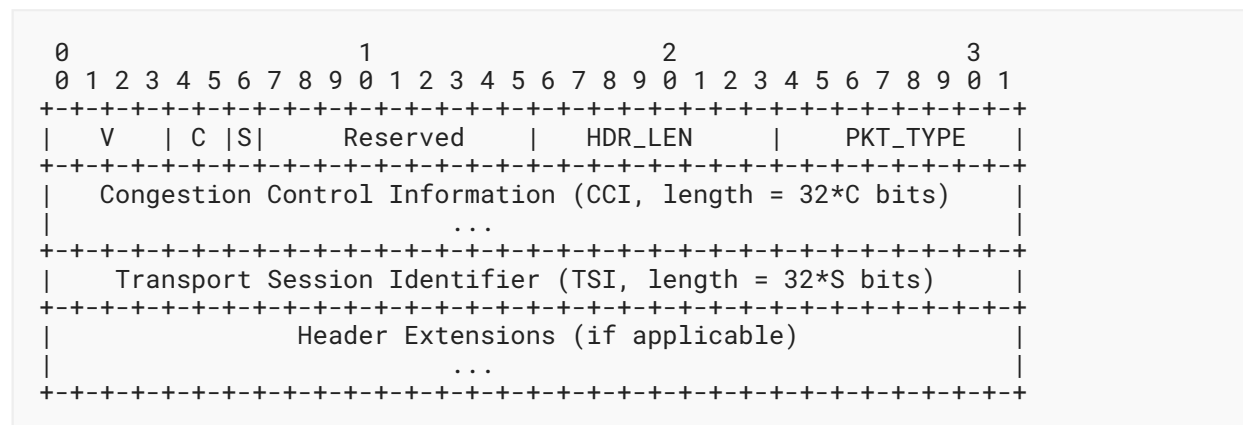 0                   1                   2                   3
 0 1 2 3 4 5 6 7 8 9 0 1 2 3 4 5 6 7 8 9 0 1 2 3 4 5 6 7 8 9 0 1
+-+-+-+-+-+-+-+-+-+-+-+-+-+-+-+-+-+-+-+-+-+-+-+-+-+-+-+-+-+-+-+-+
|   V   | C |S|     Reserved    |   HDR_LEN     |    PKT_TYPE   |
+-+-+-+-+-+-+-+-+-+-+-+-+-+-+-+-+-+-+-+-+-+-+-+-+-+-+-+-+-+-+-+-+
|   Congestion Control Information (CCI, length = 32*C bits)    |
|                          ...                                  |
+-+-+-+-+-+-+-+-+-+-+-+-+-+-+-+-+-+-+-+-+-+-+-+-+-+-+-+-+-+-+-+-+
|    Transport Session Identifier (TSI, length = 32*S bits)     |
+-+-+-+-+-+-+-+-+-+-+-+-+-+-+-+-+-+-+-+-+-+-+-+-+-+-+-+-+-+-+-+-+
|                Header Extensions (if applicable)              |
|                          ...                                  |
+-+-+-+-+-+-+-+-+-+-+-+-+-+-+-+-+-+-+-+-+-+-+-+-+-+-+-+-+-+-+-+-+